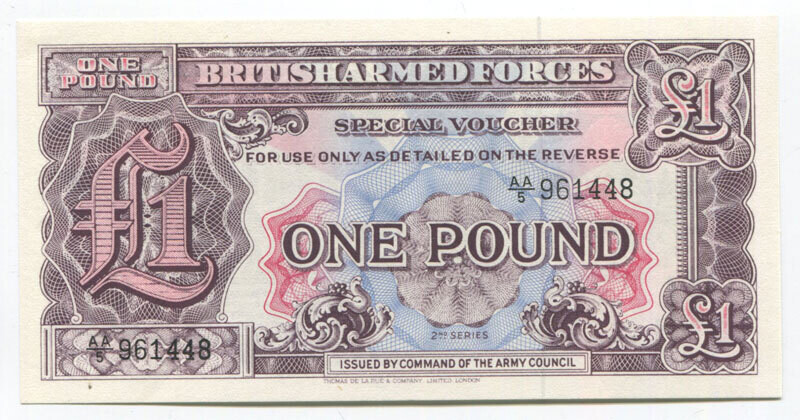 ONE
POUND
BRITISH ARMED FORCES
£1
SPECIAL VOUCHER
FOR USE ONLY AS DETAILED ON THE REVERSE
AA/5 961448
£1
ONE POUND
2ND SERIES
AA/5 961448
£1
ISSUED BY COMMAND OF THE ARMY COUNCIL
THOMAS DE LA RUE & COMPANY, LIMITED, LONDON